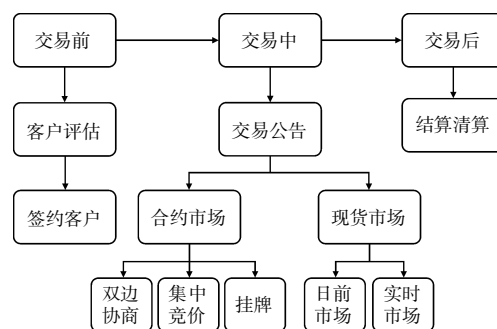 交易前
交易中
交易后
客户评估
交易公告
结算清算
签约客户
合约市场
现货市场
双边
协商
集中
竞价
挂牌
日前
市场
实时
市场